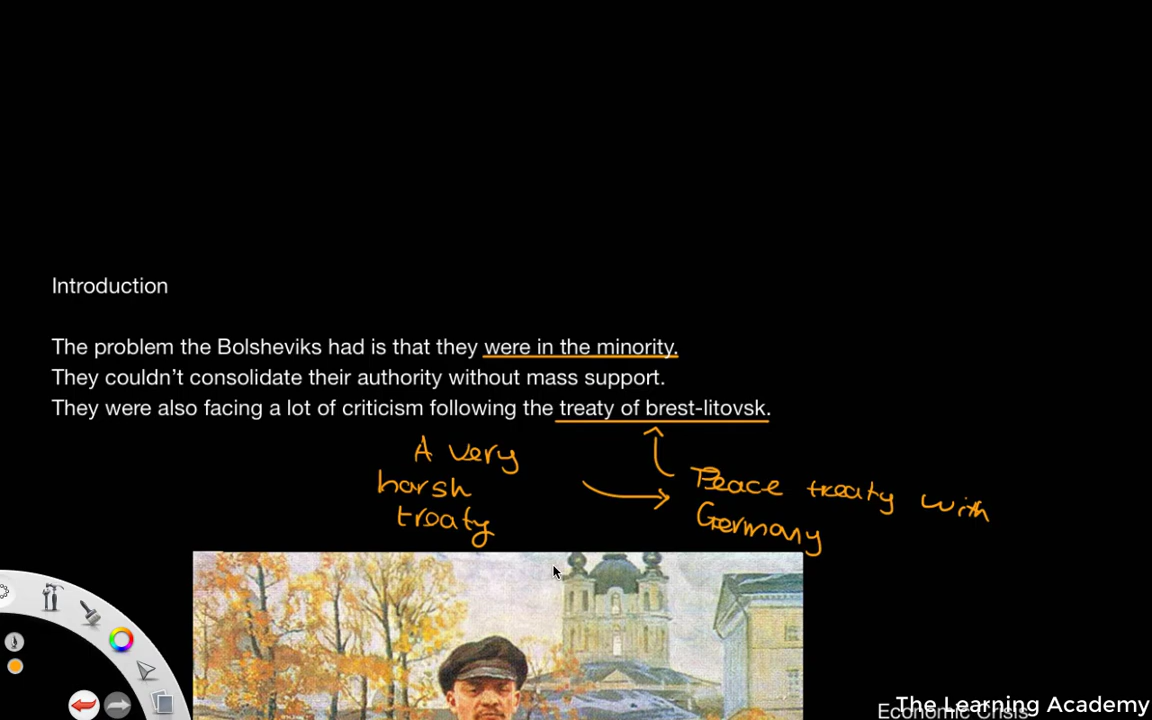 Introduction
The problem the Bolsheviks had is that they were in the minority.
They couldn't consolidate their authority without mass support.
They were also facing a lot of criticism following the treaty of brest-litovsk.
A very
harsh
treaty
Peace treaty with
Germany
Economic Crisis
The Learning Academy